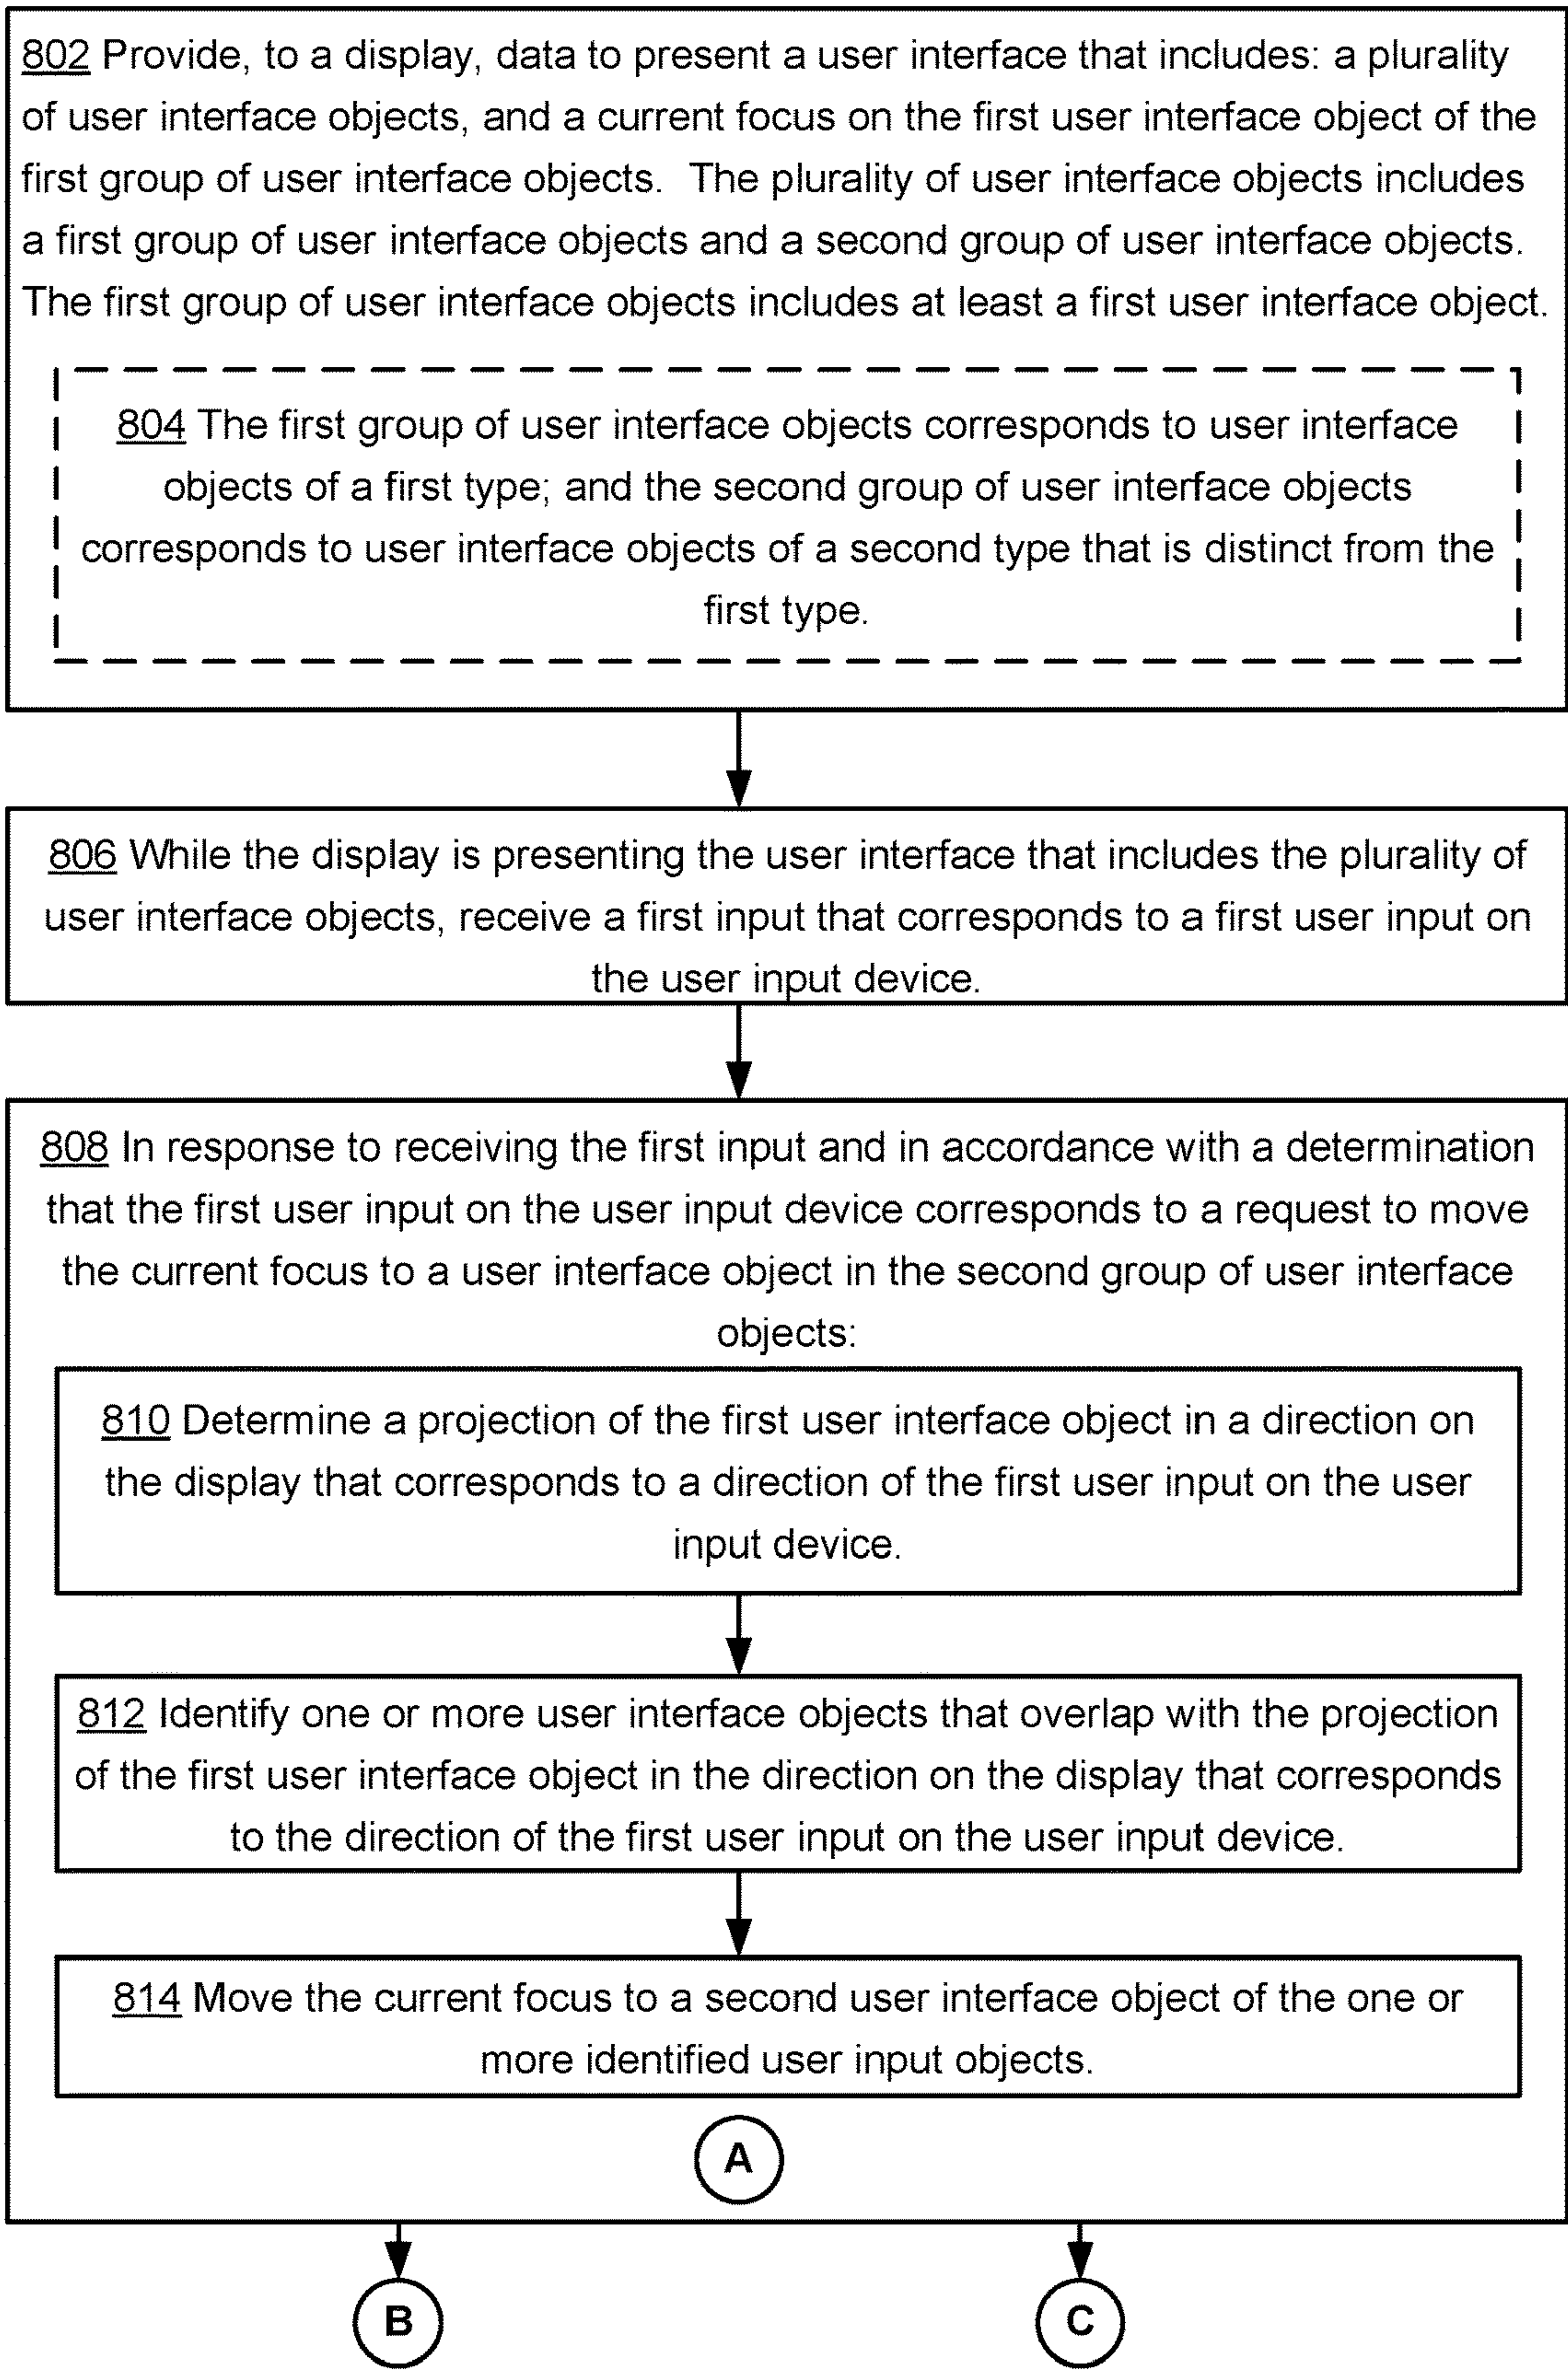 802 Provide, to a display, data to present a user interface that includes: a plurality
of user interface objects, and a current focus on the first user interface object of the
first group of user interface objects.  The plurality of user interface objects includes
a first group of user interface objects and a second group of user interface objects.
The first group of user interface objects includes at least a first user interface object.
804 The first group of user interface objects corresponds to user interface
objects of a first type; and the second group of user interface objects
corresponds to user interface objects of a second type that is distinct from the
first type.
806 While the display is presenting the user interface that includes the plurality of
user interface objects, receive a first input that corresponds to a first user input on
the user input device.
808 In response to receiving the first input and in accordance with a determination
that the first user input on the user input device corresponds to a request to move
the current focus to a user interface object in the second group of user interface
objects:
810 Determine a projection of the first user interface object in a direction on
the display that corresponds to a direction of the first user input on the user
input device.
812 Identify one or more user interface objects that overlap with the projection
of the first user interface object in the direction on the display that corresponds
to the direction of the first user input on the user input device.
814 Move the current focus to a second user interface object of the one or
more identified user input objects.
A
B
C